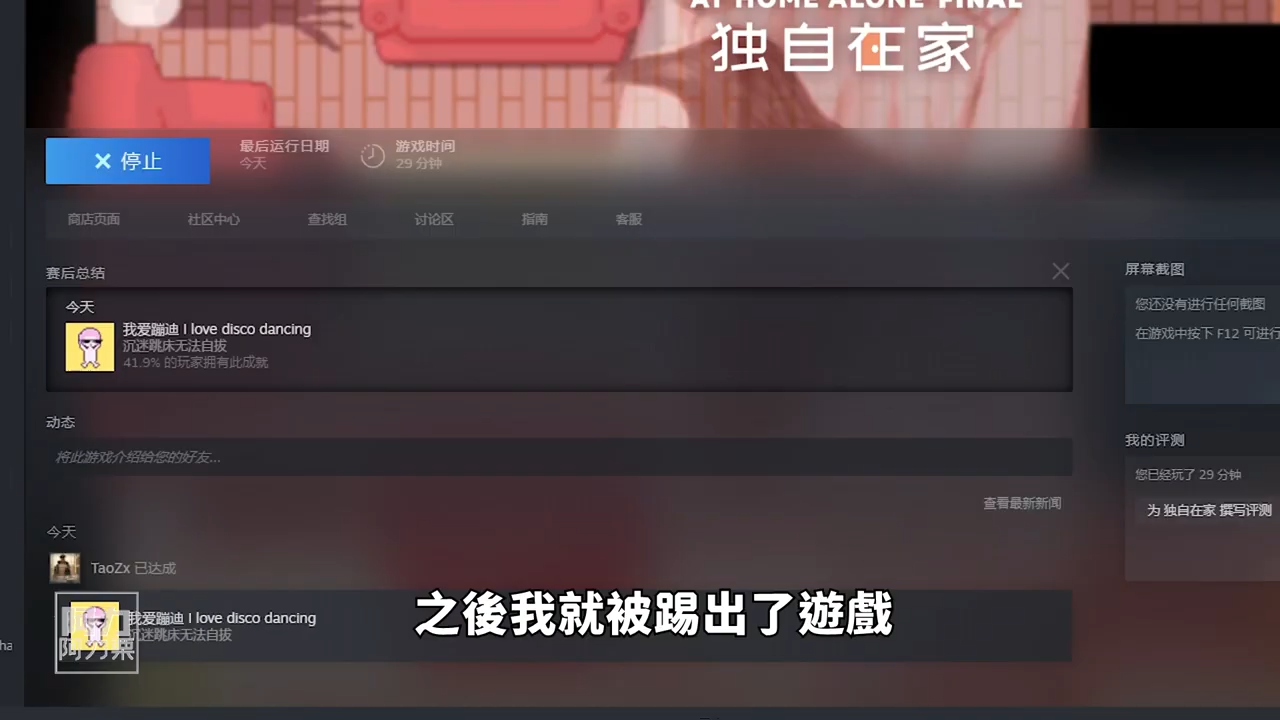 AT HOME ALONE FINAL
独自在家
停止
最后运行日期
今天
游戏时间
29 分钟
商店页面
社区中心
查找组
讨论区
指南
客服
赛后总结
今天
我爱蹦迪 I love disco dancing
沉迷跳床无法自拔
41.9% 的玩家拥有此成就
动态
将此游戏介绍给您的好友...
查看最新新闻
今天
TaoZx 已达成
我爱蹦迪 I love disco dancing
沉迷跳床无法自拔
之後我就被踢出了遊戲
屏幕截图
您还没有进行任何截图
在游戏中按下 F12 可进行
我的评测
您已经玩了 29 分钟
为 独自在家 撰写评测